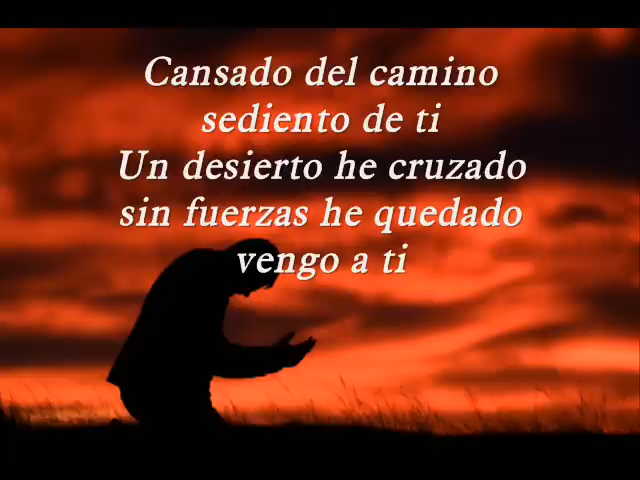 Cansado del camino
sediento de ti
Un desierto he cruzado
sin fuerzas he quedado
vengo a ti